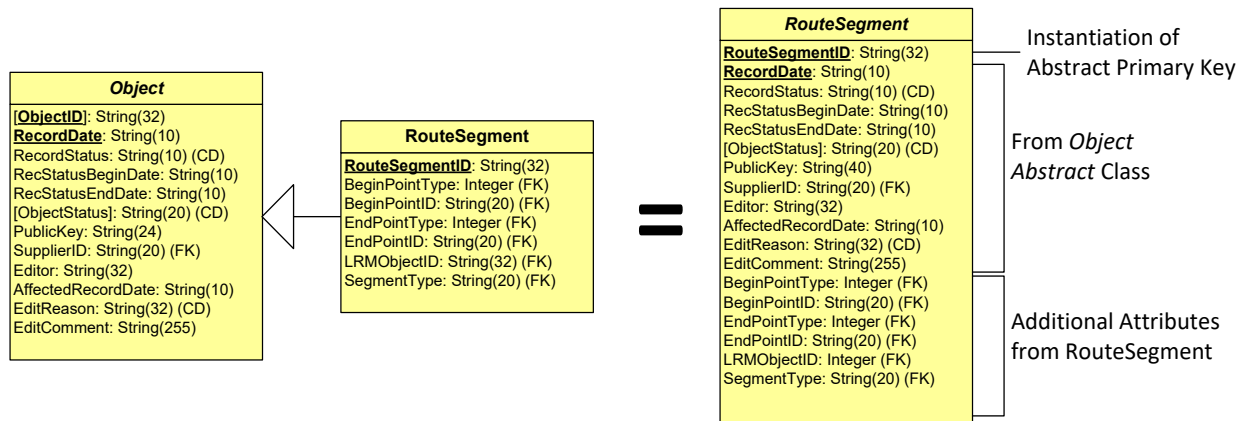 Object
[ObjectID]: String(32)
RecordDate: String(10)
RecordStatus: String(10) (CD)
RecStatusBeginDate: String(10)
RecStatusEndDate: String(10)
[ObjectStatus]: String(20) (CD)
PublicKey: String(24)
SupplierID: String(20) (FK)
Editor: String(32)
AffectedRecordDate: String(10)
EditReason: String(32) (CD)
EditComment: String(255)
RouteSegment
RouteSegmentID: String(32)
BeginPointType: Integer (FK)
BeginPointID: String(20) (FK)
EndPointType: Integer (FK)
EndPointID: String(20) (FK)
LRMObjectID: String(32) (FK)
SegmentType: String(20) (FK)
=
RouteSegment
RouteSegmentID: String(32)
RecordDate: String(10)
RecordStatus: String(10) (CD)
RecStatusBeginDate: String(10)
RecStatusEndDate: String(10)
[ObjectStatus]: String(20) (CD)
PublicKey: String(40)
SupplierID: String(20) (FK)
Editor: String(32)
AffectedRecordDate: String(10)
EditReason: String(32) (CD)
EditComment: String(255)
BeginPointType: Integer (FK)
BeginPointID: String(20) (FK)
EndPointType: Integer (FK)
EndPointID: String(20) (FK)
LRMObjectID: Integer (FK)
SegmentType: String(20) (FK)
Instantiation of
Abstract Primary Key
From Object
Abstract Class
Additional Attributes
from RouteSegment